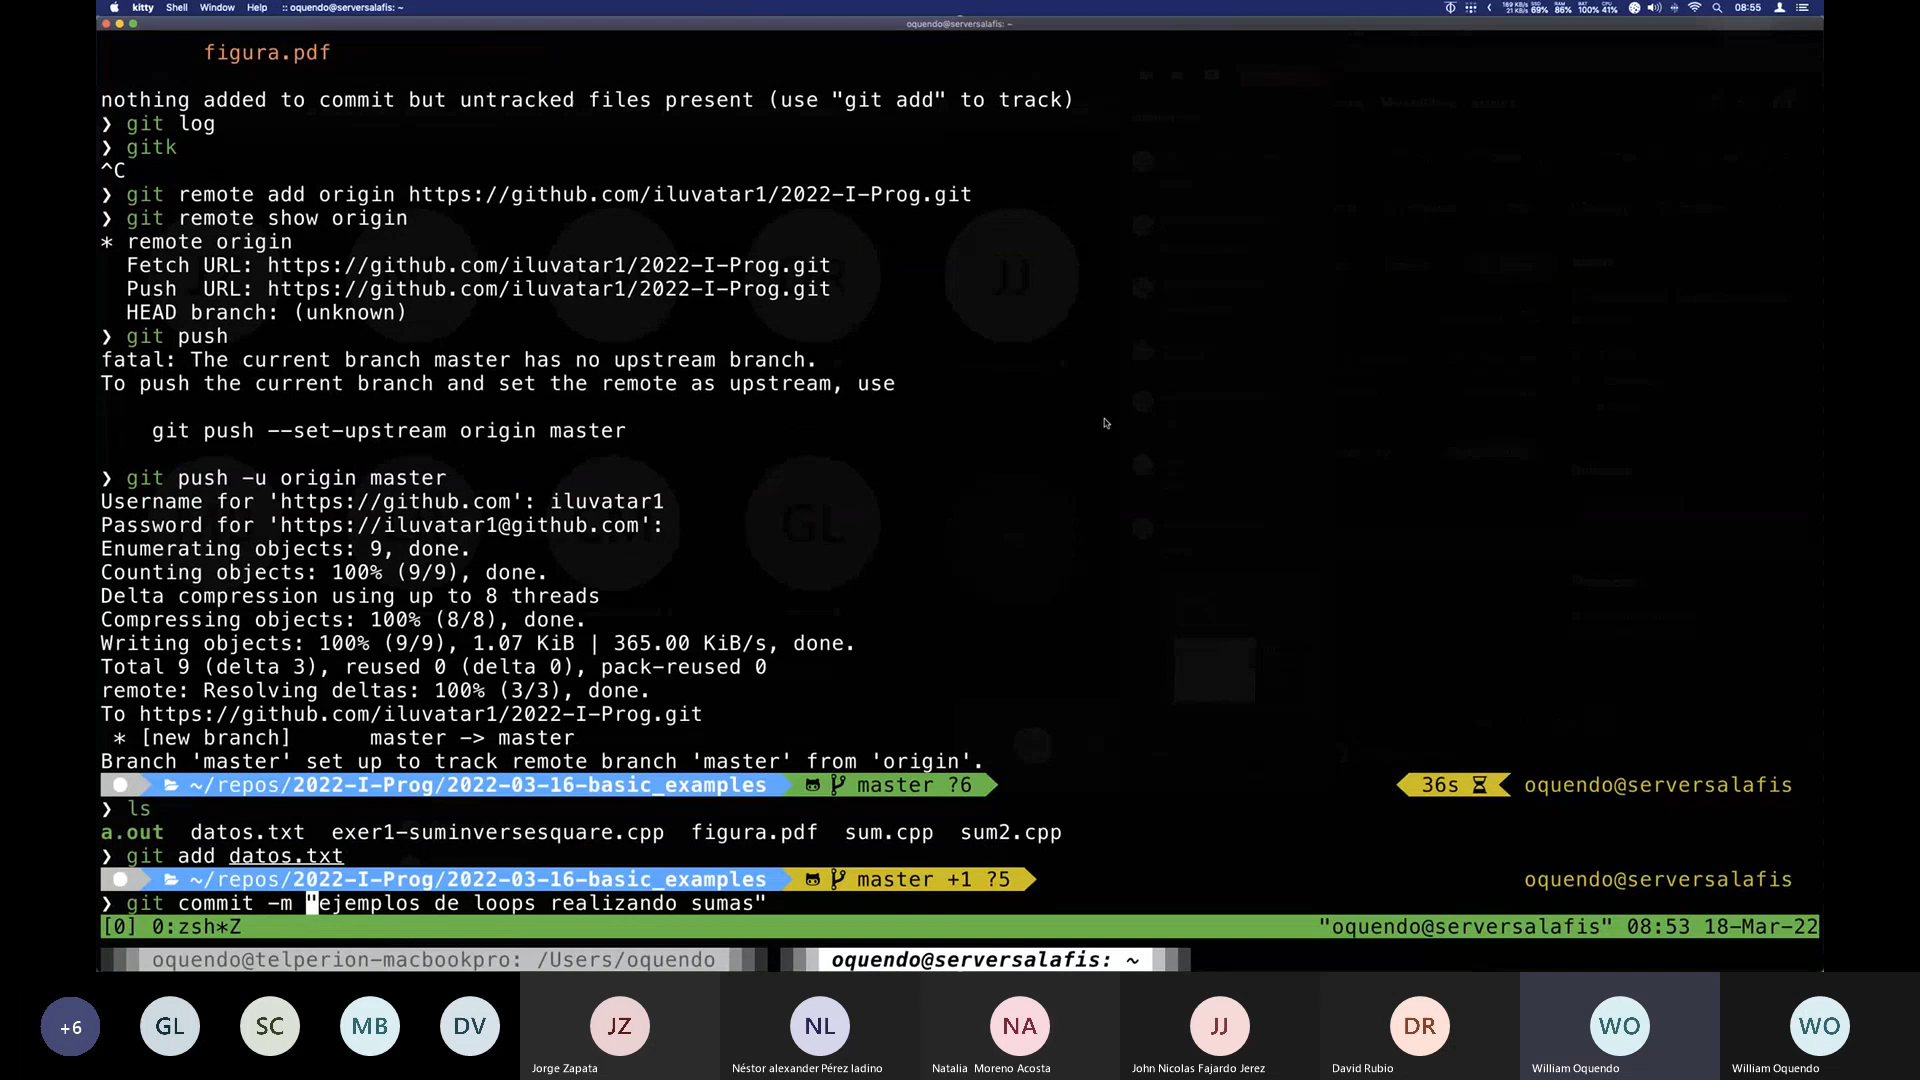 kitty Shell Window Help :: oquendo@serversalafis: ~
169 KB/s 21 KB/s SSD 69% RAM 86% BAT 100% CPU 41% 08:55
oquendo@serversalafis: ~
figura.pdf
nothing added to commit but untracked files present (use "git add" to track)
❯ git log
❯ gitk
^C
❯ git remote add origin https://github.com/iluvatar1/2022-I-Prog.git
❯ git remote show origin
* remote origin
Fetch URL: https://github.com/iluvatar1/2022-I-Prog.git
Push  URL: https://github.com/iluvatar1/2022-I-Prog.git
HEAD branch: (unknown)
❯ git push
fatal: The current branch master has no upstream branch.
To push the current branch and set the remote as upstream, use
git push --set-upstream origin master
❯ git push -u origin master
Username for 'https://github.com': iluvatar1
Password for 'https://iluvatar1@github.com':
Enumerating objects: 9, done.
Counting objects: 100% (9/9), done.
Delta compression using up to 8 threads
Compressing objects: 100% (8/8), done.
Writing objects: 100% (9/9), 1.07 KiB | 365.00 KiB/s, done.
Total 9 (delta 3), reused 0 (delta 0), pack-reused 0
remote: Resolving deltas: 100% (3/3), done.
To https://github.com/iluvatar1/2022-I-Prog.git
* [new branch]      master -> master
Branch 'master' set up to track remote branch 'master' from 'origin'.
~/repos/2022-I-Prog/2022-03-16-basic_examples master ?6 36s oquendo@serversalafis
❯ ls
a.out  datos.txt  exer1-suminversesquare.cpp  figura.pdf  sum.cpp  sum2.cpp
❯ git add datos.txt
~/repos/2022-I-Prog/2022-03-16-basic_examples master +1 ?5 oquendo@serversalafis
❯ git commit -m "ejemplos de loops realizando sumas"
[0] 0:zsh*Z "oquendo@serversalafis" 08:53 18-Mar-22
oquendo@telperion-macbookpro: /Users/oquendo oquendo@serversalafis: ~
+6 GL SC MB DV JZ NL NA JJ DR WO WO
Jorge Zapata Néstor alexander Pérez ladino Natalia Moreno Acosta John Nicolas Fajardo Jerez David Rubio William Oquendo William Oquendo